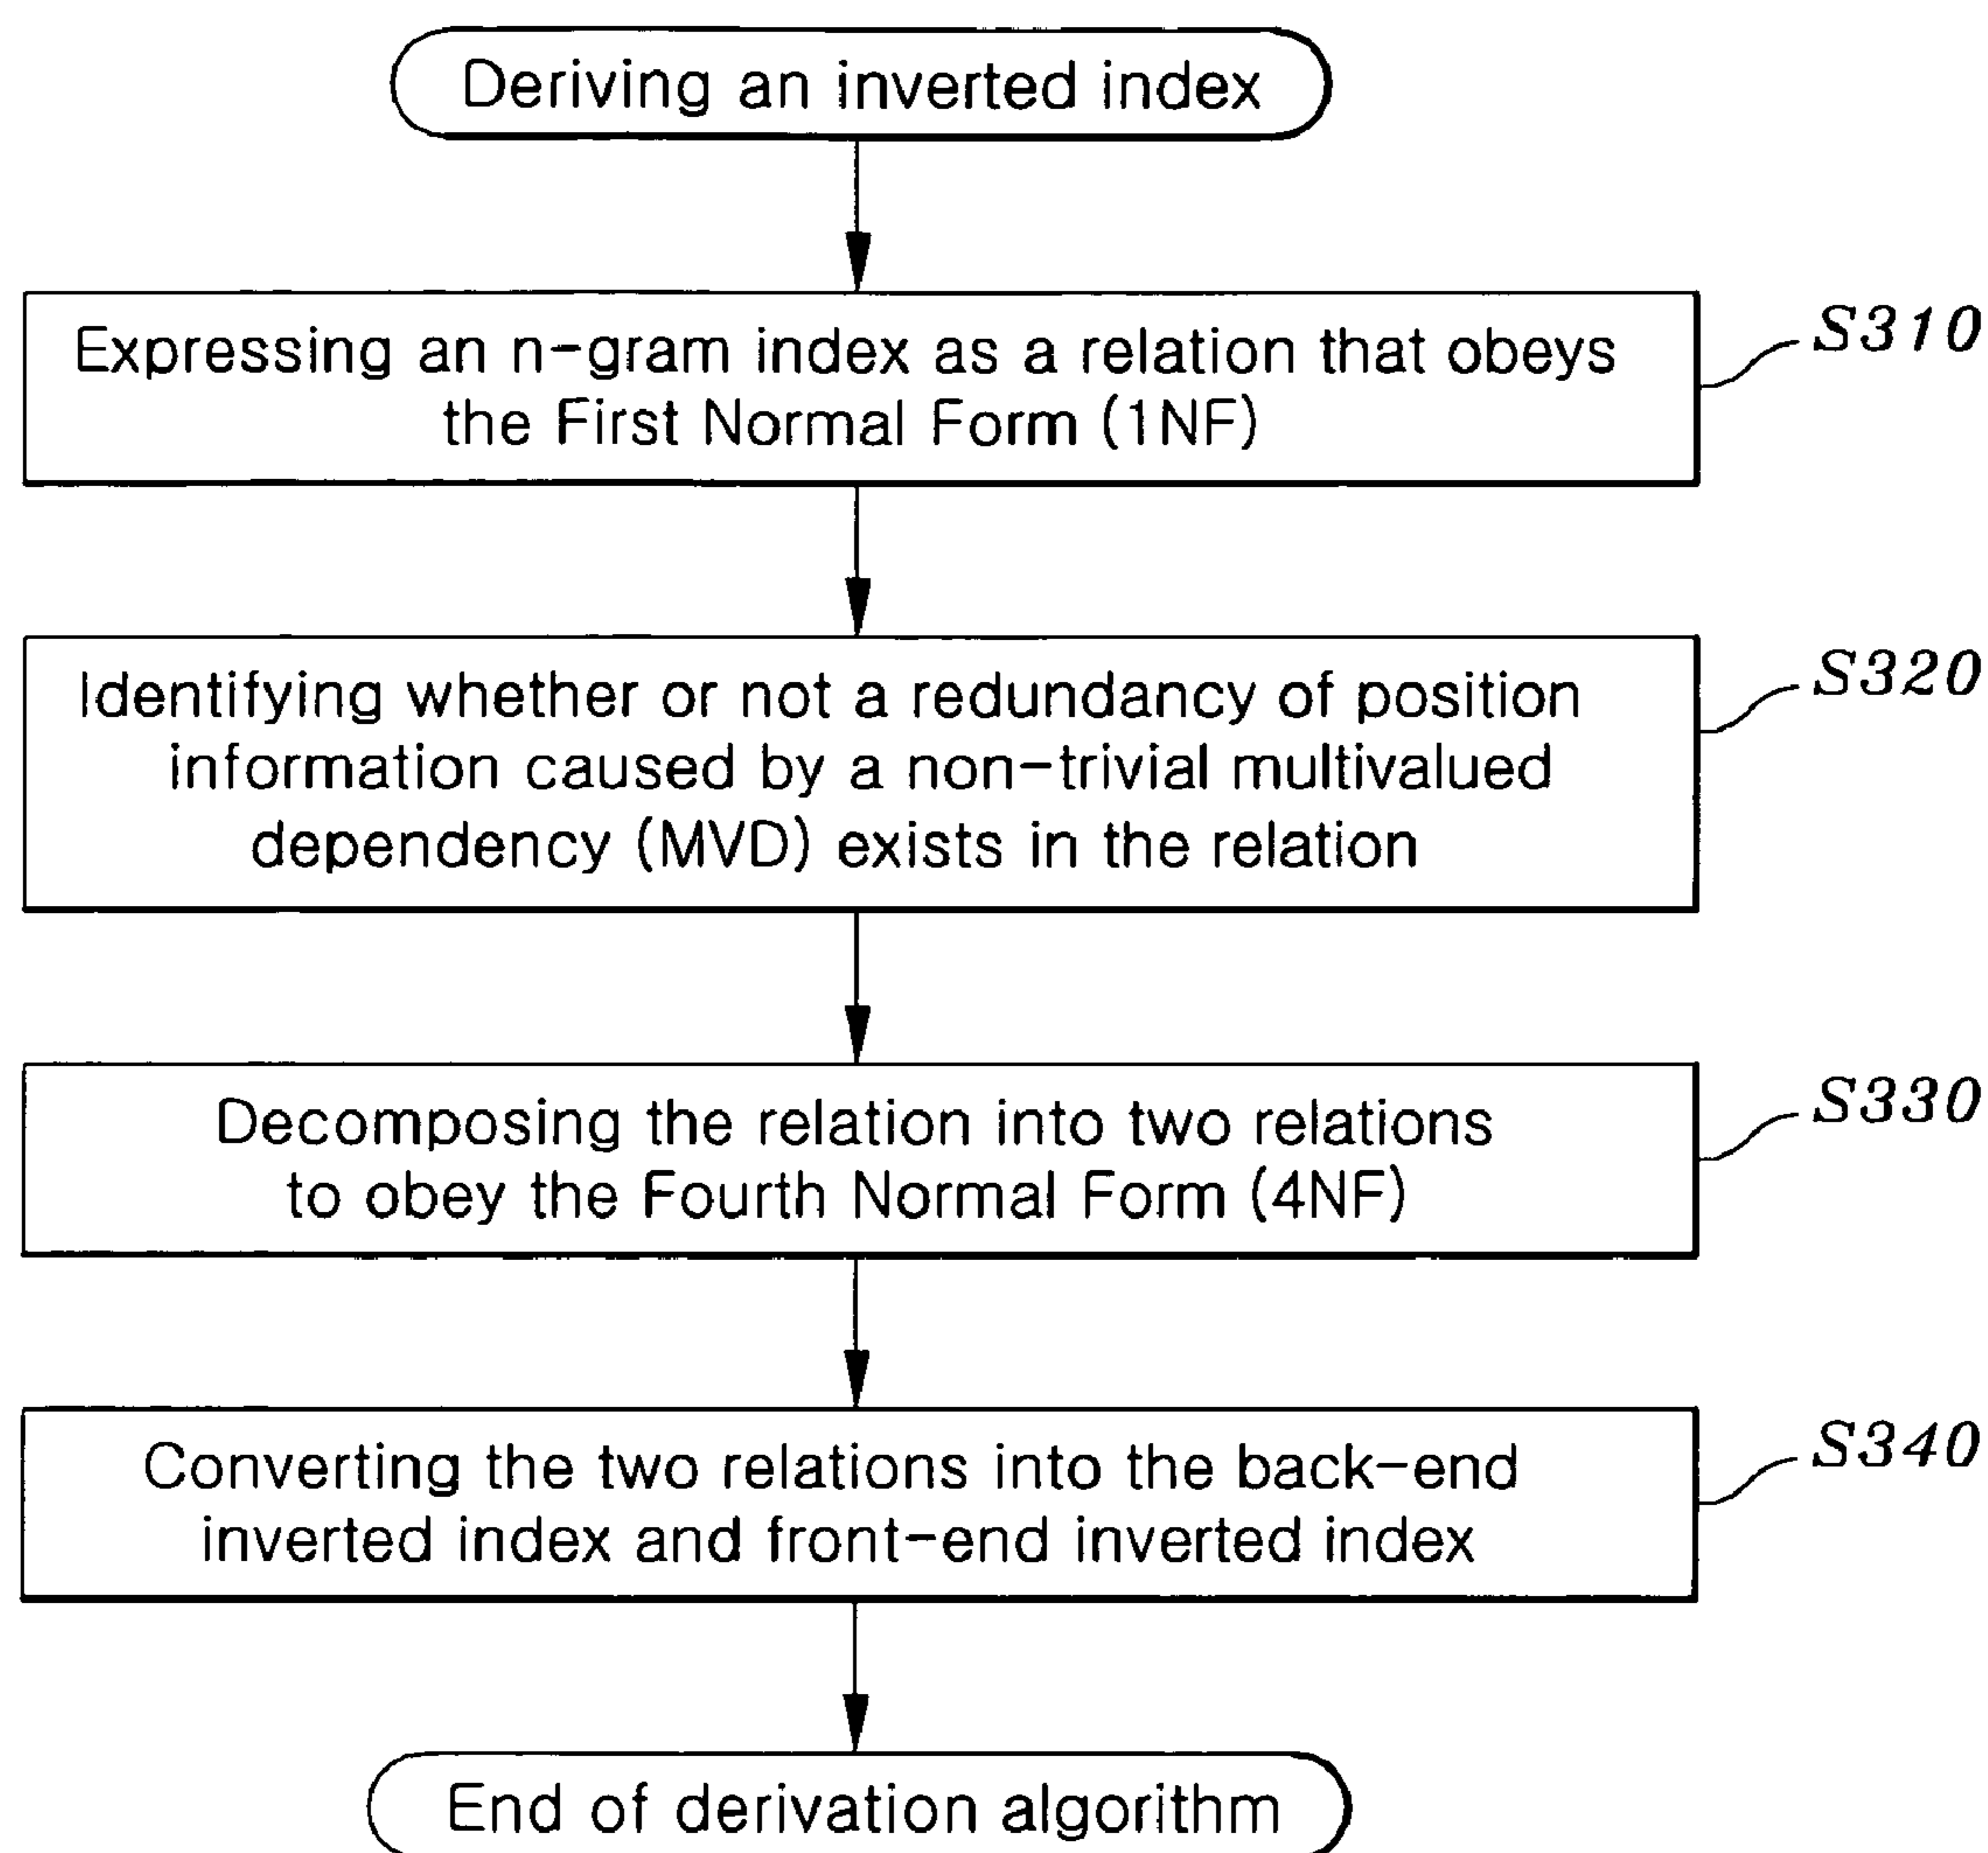 Deriving an inverted index
Expressing an n-gram index as a relation that obeys
the First Normal Form (1NF)
S310
Identifying whether or not a redundancy of position
information caused by a non-trivial multivalued
dependency (MVD) exists in the relation
S320
Decomposing the relation into two relations
to obey the Fourth Normal Form (4NF)
S330
Converting the two relations into the back-end
inverted index and front-end inverted index
S340
End of derivation algorithm